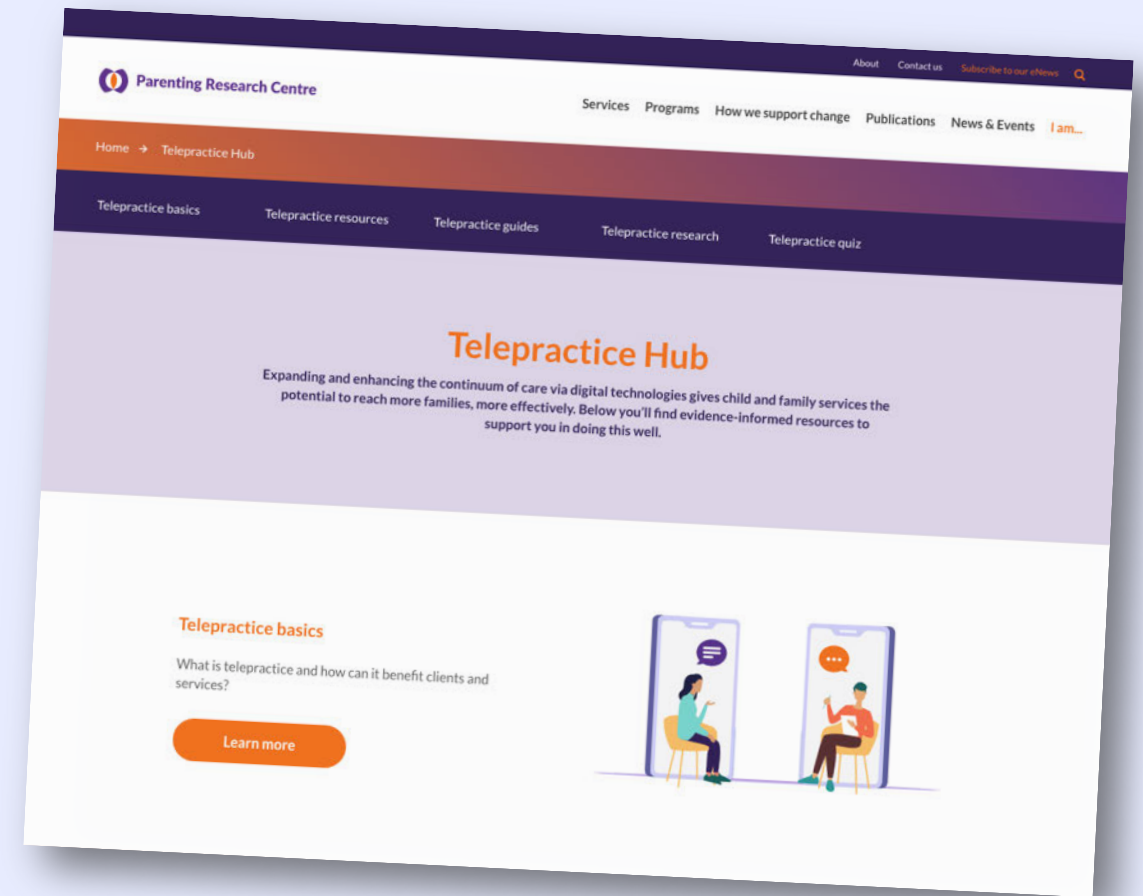 About Contact us Subscribe to our eNews
Parenting Research Centre
Services Programs How we support change Publications News & Events I am...
Home → Telepractice Hub
Telepractice basics Telepractice resources Telepractice guides Telepractice research Telepractice quiz
Telepractice Hub
Expanding and enhancing the continuum of care via digital technologies gives child and family services the
potential to reach more families, more effectively. Below you'll find evidence-informed resources to
support you in doing this well.
Telepractice basics
What is telepractice and how can it benefit clients and
services?
Learn more